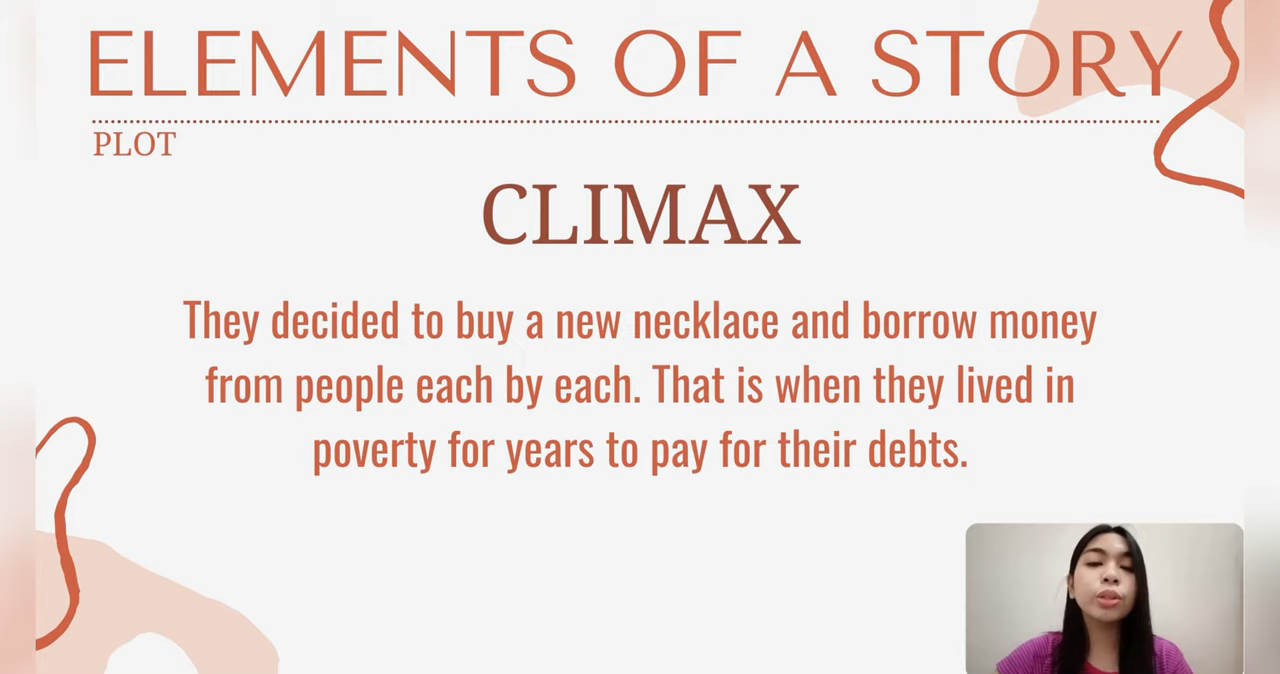 ELEMENTS OF A STORY
PLOT
CLIMAX
They decided to buy a new necklace and borrow money
from people each by each. That is when they lived in
poverty for years to pay for their debts.